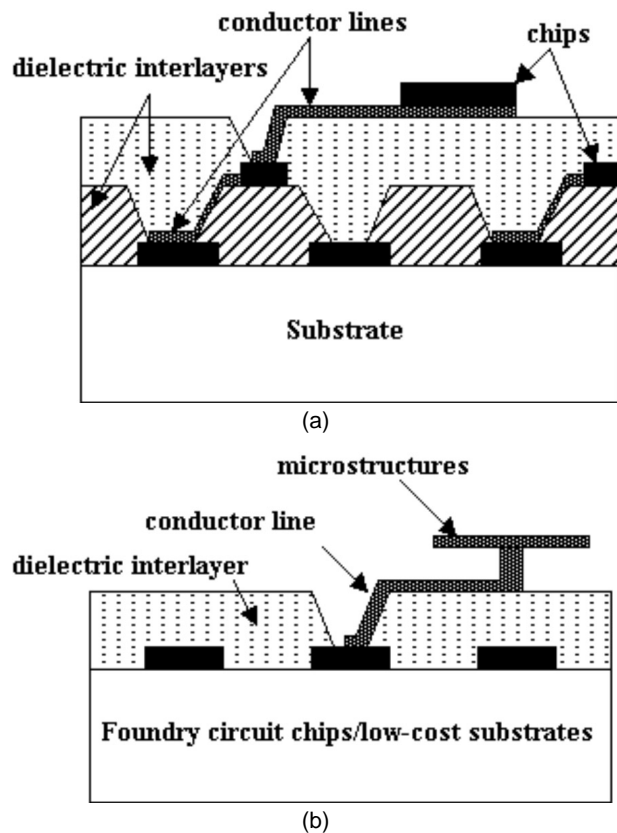 conductor lines
chips
dielectric interlayers
Substrate
(a)
microstructures
conductor line
dielectric interlayer
Foundry circuit chips/low-cost substrates
(b)